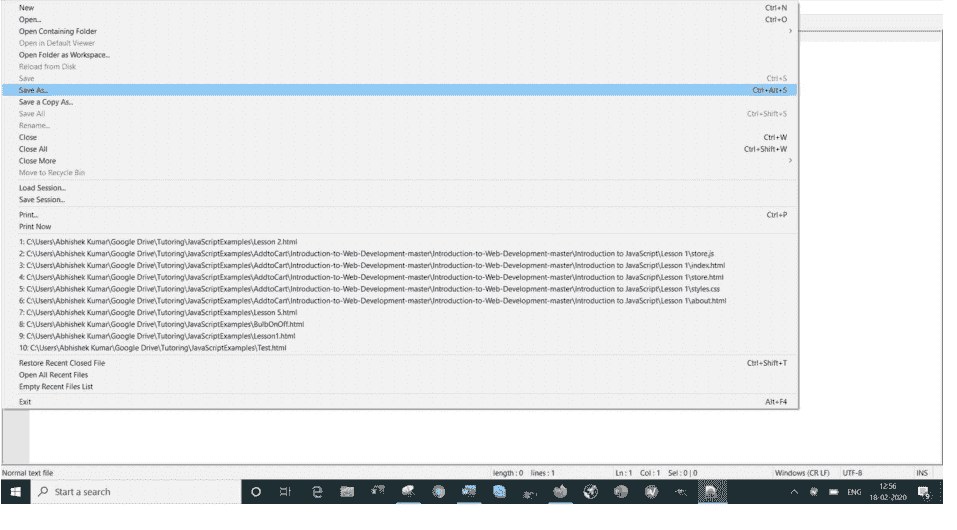 New Ctrl+N
Open... Ctrl+O
Open Containing Folder >
Open in Default Viewer
Open Folder as Workspace...
Reload from Disk
Save Ctrl+S
Save As... Ctrl+Alt+S
Save a Copy As...
Save All Ctrl+Shift+S
Rename...
Close Ctrl+W
Close All Ctrl+Shift+W
Close More >
Move to Recycle Bin
Load Session...
Save Session...
Print... Ctrl+P
Print Now
1: C:\Users\Abhishek Kumar\Google Drive\Tutoring\JavaScriptExamples\Lesson 2.html
2: C:\Users\Abhishek Kumar\Google Drive\Tutoring\JavaScriptExamples\AddtoCart\Introduction-to-Web-Development-master\Introduction-to-Web-Development-master\Introduction to JavaScript\Lesson 1\store.js
3: C:\Users\Abhishek Kumar\Google Drive\Tutoring\JavaScriptExamples\AddtoCart\Introduction-to-Web-Development-master\Introduction-to-Web-Development-master\Introduction to JavaScript\Lesson 1\index.html
4: C:\Users\Abhishek Kumar\Google Drive\Tutoring\JavaScriptExamples\AddtoCart\Introduction-to-Web-Development-master\Introduction-to-Web-Development-master\Introduction to JavaScript\Lesson 1\store.html
5: C:\Users\Abhishek Kumar\Google Drive\Tutoring\JavaScriptExamples\AddtoCart\Introduction-to-Web-Development-master\Introduction-to-Web-Development-master\Introduction to JavaScript\Lesson 1\styles.css
6: C:\Users\Abhishek Kumar\Google Drive\Tutoring\JavaScriptExamples\AddtoCart\Introduction-to-Web-Development-master\Introduction-to-Web-Development-master\Introduction to JavaScript\Lesson 1\about.html
7: C:\Users\Abhishek Kumar\Google Drive\Tutoring\JavaScriptExamples\Lesson 5.html
8: C:\Users\Abhishek Kumar\Google Drive\Tutoring\JavaScriptExamples\BulbOnOff.html
9: C:\Users\Abhishek Kumar\Google Drive\Tutoring\JavaScriptExamples\Lesson1.html
10: C:\Users\Abhishek Kumar\Google Drive\Tutoring\JavaScriptExamples\Test.html
Restore Recent Closed File Ctrl+Shift+T
Open All Recent Files
Empty Recent Files List
Exit Alt+F4
Normal text file length : 0 lines : 1 Ln : 1 Col : 1 Sel : 0 | 0 Windows (CR LF) UTF-8 INS
Start a search ENG 12:56
18-02-2020